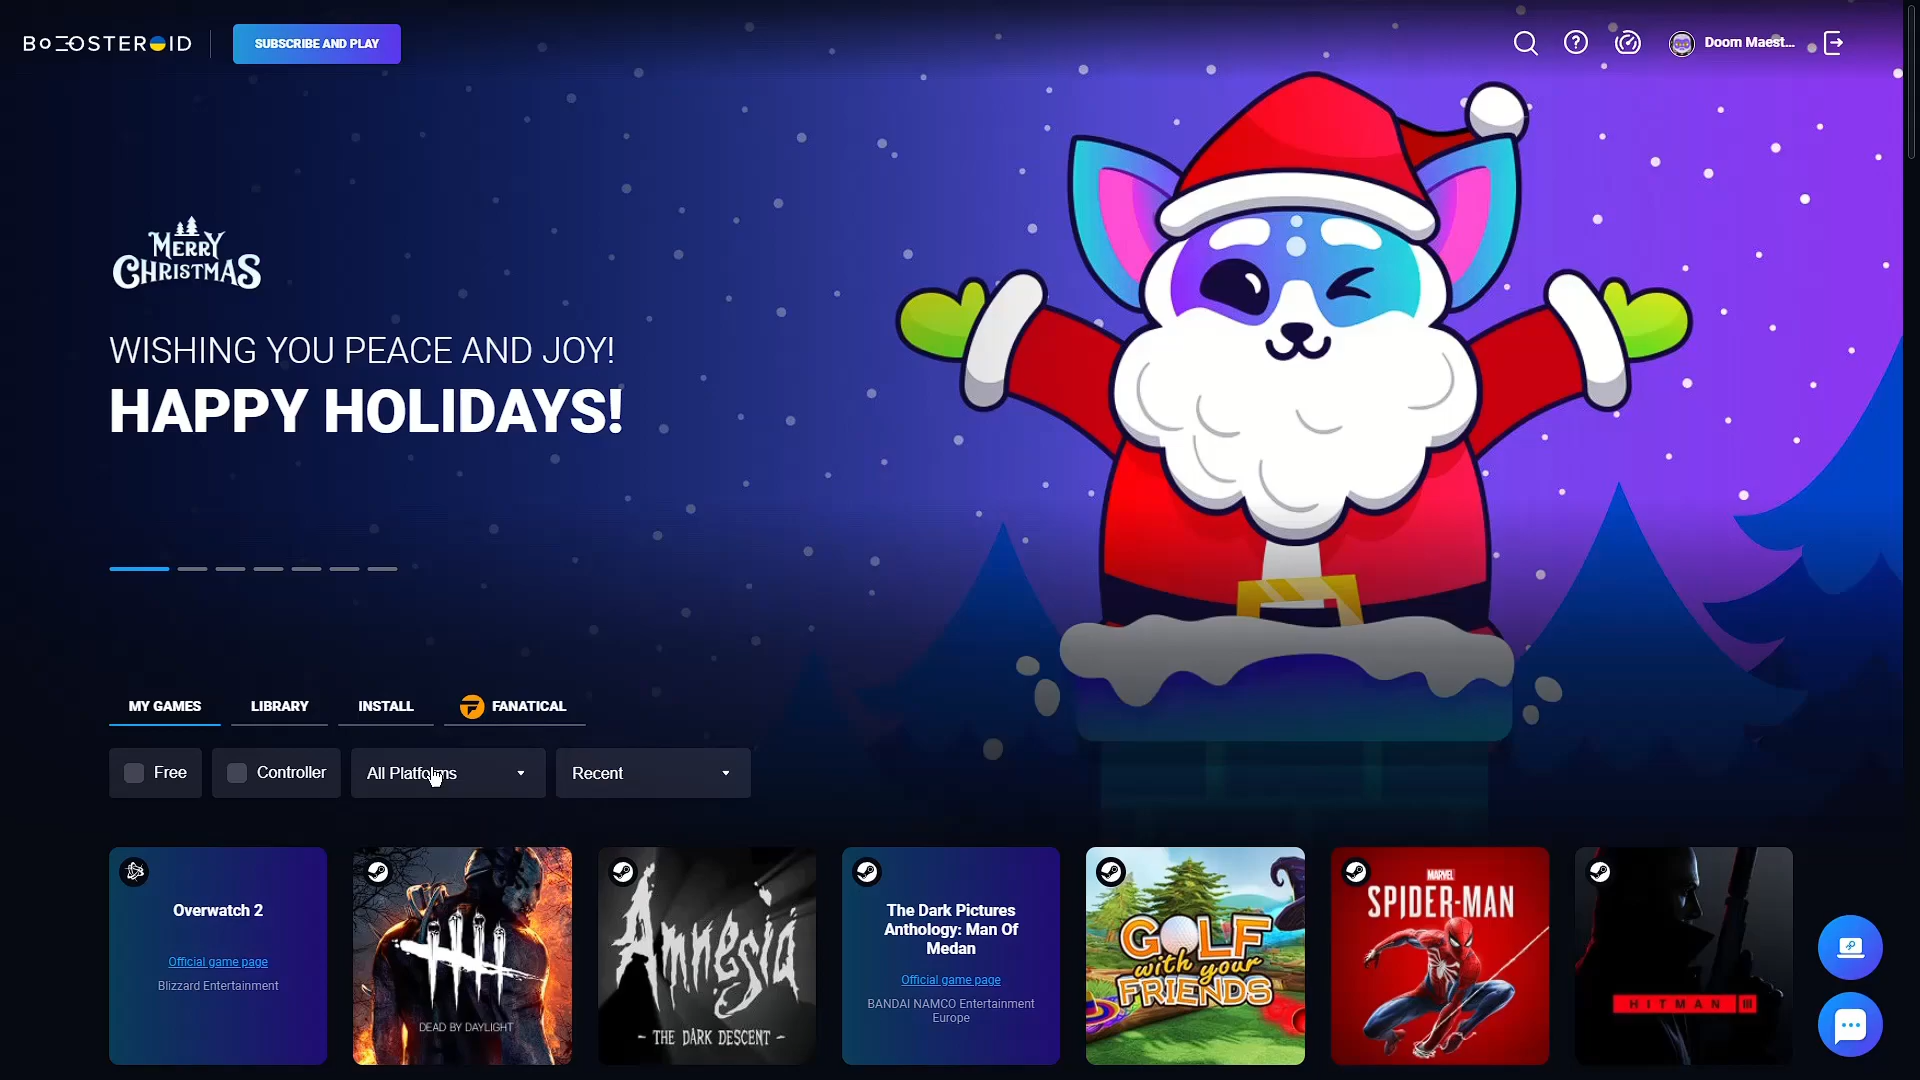 BOOSTEROID
SUBSCRIBE AND PLAY
Doom Maest...
MERRY
CHRISTMAS
WISHING YOU PEACE AND JOY!
HAPPY HOLIDAYS!
MY GAMES
LIBRARY
INSTALL
FANATICAL
Free
Controller
All Platforms
Recent
Overwatch 2
Official game page
Blizzard Entertainment
DEAD BY DAYLIGHT
Amnesia
- THE DARK DESCENT -
The Dark Pictures
Anthology: Man Of
Medan
Official game page
BANDAI NAMCO Entertainment
Europe
GOLF
with your
FRIENDS
MARVEL
SPIDER-MAN
HITMAN III